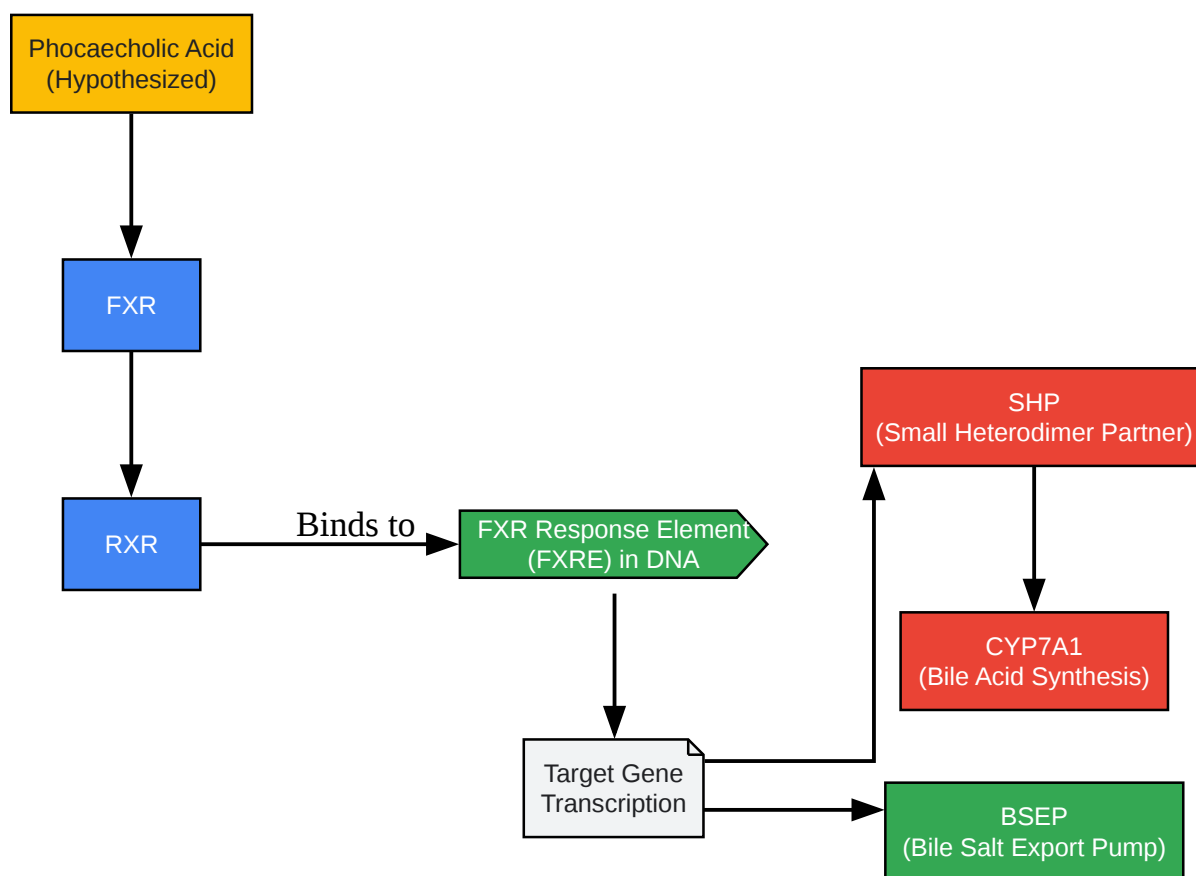 Phocaecholic Acid
(Hypothesized)
FXR
RXR
Binds to
FXR Response Element
(FXRE) in DNA
SHP
(Small Heterodimer Partner)
CYP7A1
(Bile Acid Synthesis)
Target Gene
Transcription
BSEP
(Bile Salt Export Pump)